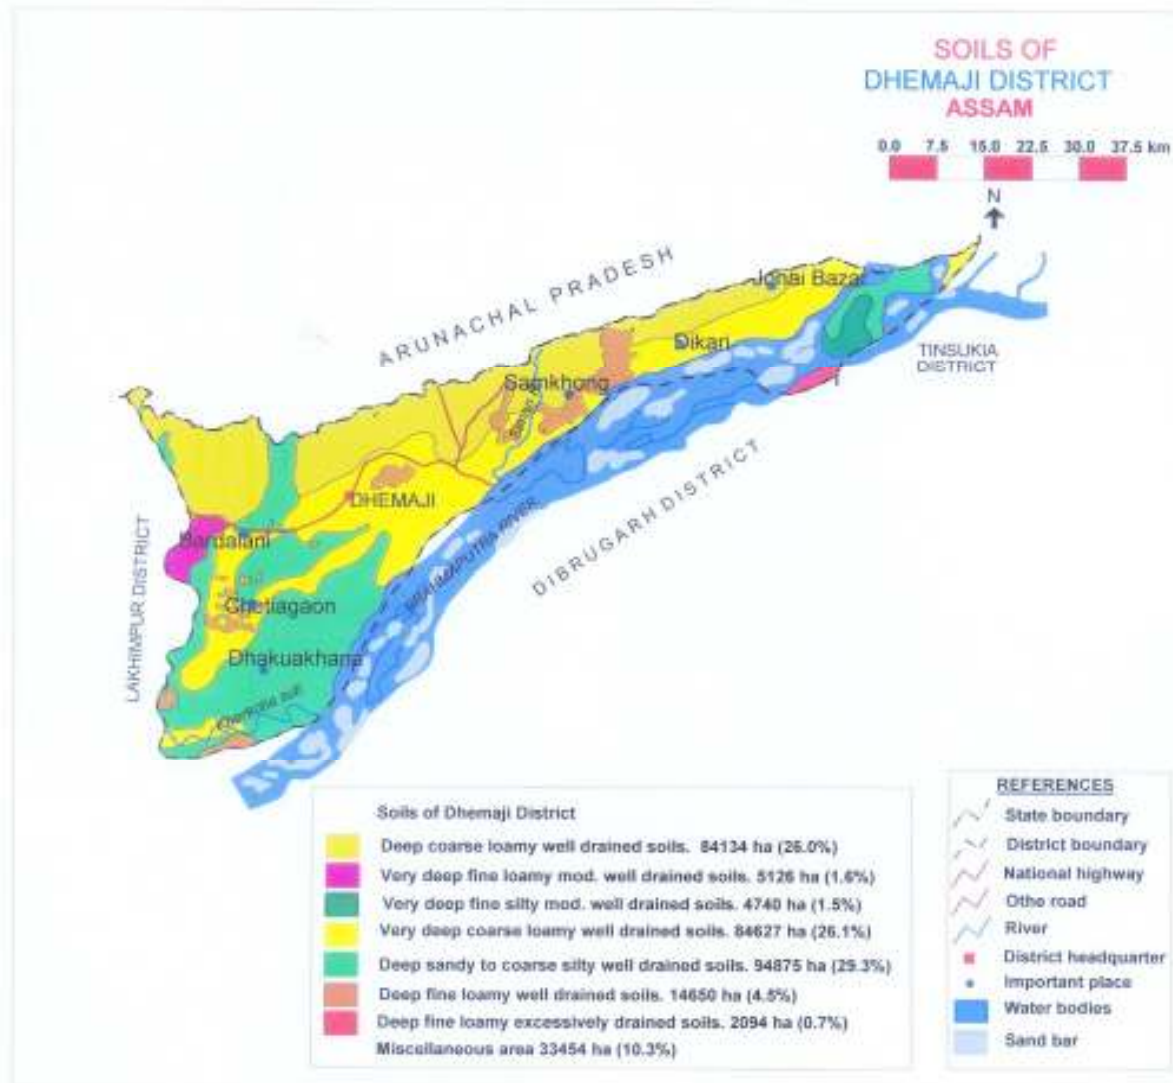 SOILS OF
DHEMAJI DISTRICT
ASSAM
0.0 7.5 15.0 22.5 30.0 37.5 km
N
ARUNACHAL PRADESH
Jonai Bazar
Dikari
TINSUKIA
DISTRICT
Samkhong
DHEMAJI
DIBRUGARH DISTRICT
BRAHMAPUTRA RIVER
LAKHIMPUR DISTRICT
Bardalani
Chetiagaon
Dhakuakhana
Soils of Dhemaji District
Deep coarse loamy well drained soils. 84134 ha (26.0%)
Very deep fine loamy mod. well drained soils. 5126 ha (1.6%)
Very deep fine silty mod. well drained soils. 4740 ha (1.5%)
Very deep coarse loamy well drained soils. 84627 ha (26.1%)
Deep sandy to coarse silty well drained soils. 94875 ha (29.3%)
Deep fine loamy well drained soils. 14650 ha (4.5%)
Deep fine loamy excessively drained soils. 2094 ha (0.7%)
Miscellaneous area 33454 ha (10.3%)
REFERENCES
State boundary
District boundary
National highway
Othe road
River
District headquarter
Important place
Water bodies
Sand bar